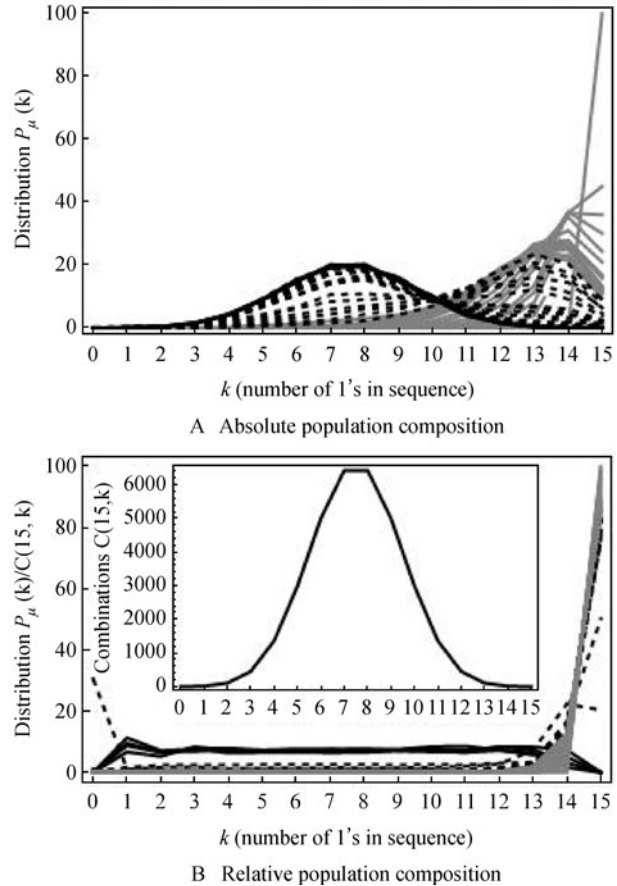 Distribution P_μ (k)
100
80
60
40
20
0
0 1 2 3 4 5 6 7 8 9 10 11 12 13 14 15
k (number of 1's in sequence)
A Absolute population composition
Distribution P_μ (k)/C(15, k)
100
80
60
40
20
0
Combinations C(15,k)
6000
5000
4000
3000
2000
1000
0
0 1 2 3 4 5 6 7 8 9 10 11 12 13 14 15
0 1 2 3 4 5 6 7 8 9 10 11 12 13 14 15
k (number of 1's in sequence)
B Relative population composition